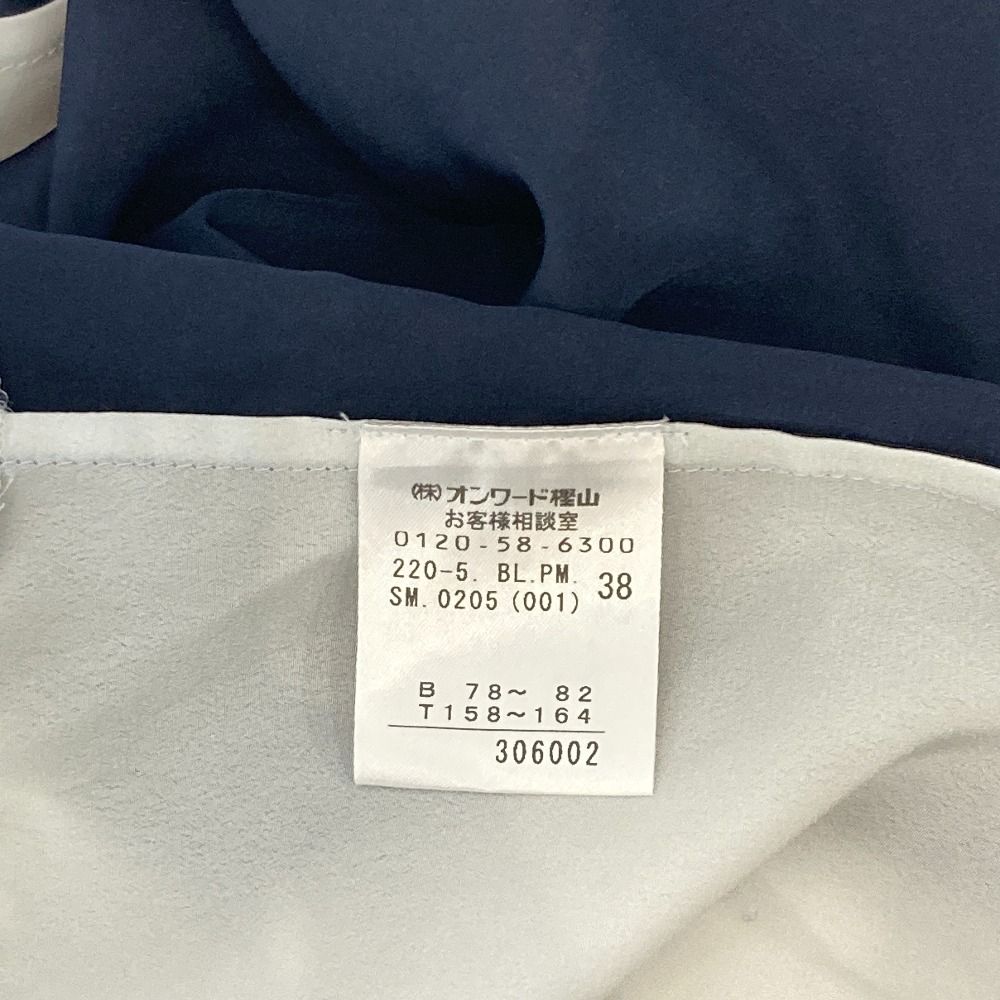 (株)オンワード樫山
お客様相談室
0120-58-6300
220-5. BL.PM. 38
SM.0205(001)
B 78～ 82
T158～164
306002